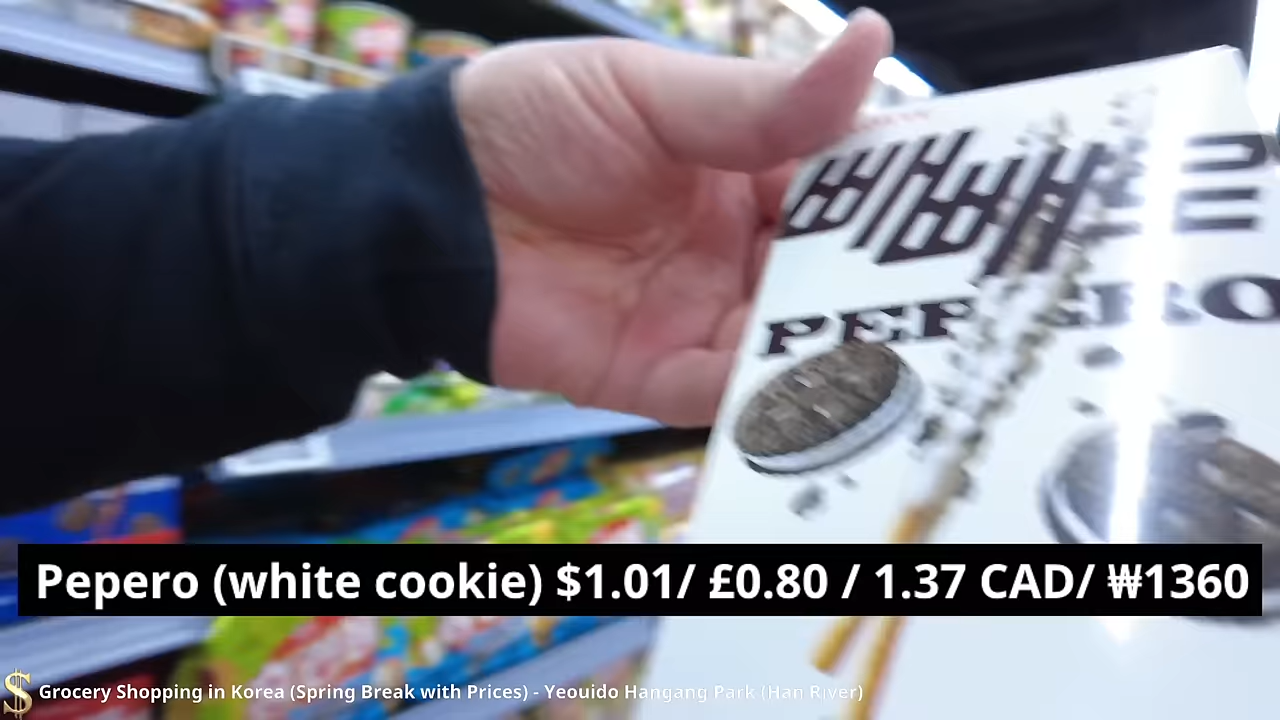 빼빼로
PEPERO
Pepero (white cookie) $1.01/ £0.80 / 1.37 CAD/ ₩1360
Grocery Shopping in Korea (Spring Break with Prices) - Yeouido Hangang Park (Han River)